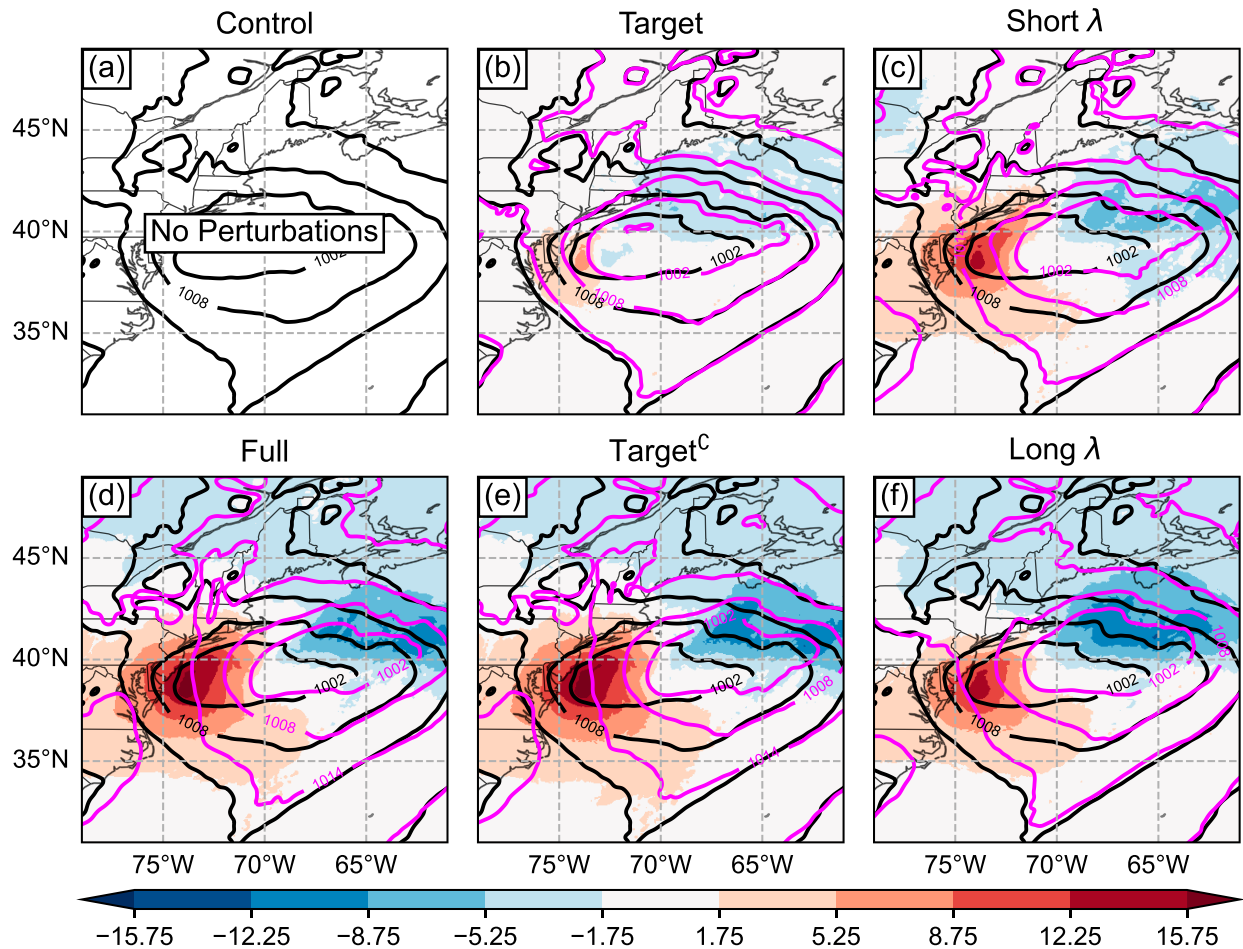 Control
Target
Short λ
(a)
(b)
(c)
45°N
40°N
35°N
No Perturbations
1002
1008
1002
1002
1008
1008
1002
1002
1008
1008
Full
Target∁
Long λ
(d)
(e)
(f)
45°N
40°N
35°N
1002
1002
1008
1008
1014
1002
1002
1008
1008
1014
1008
1002
1002
1008
75°W 70°W 65°W
75°W 70°W 65°W
75°W 70°W 65°W
−15.75 −12.25 −8.75 −5.25 −1.75 1.75 5.25 8.75 12.25 15.75